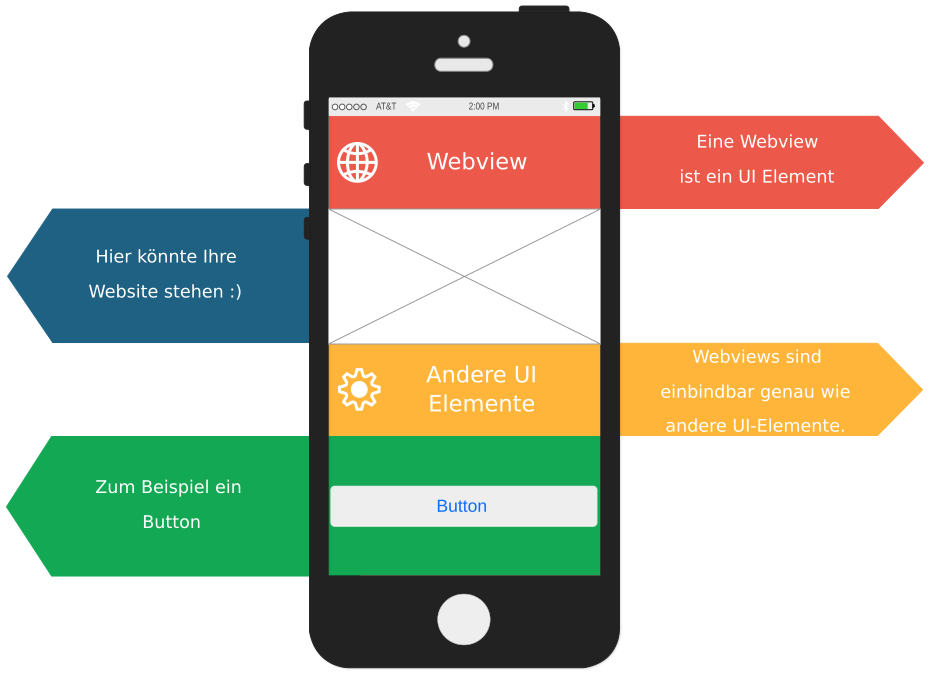 AT&T 2:00 PM
Webview
Eine Webview
ist ein UI Element
Hier könnte Ihre
Website stehen :)
Andere UI
Elemente
Webviews sind
einbindbar genau wie
andere UI-Elemente.
Zum Beispiel ein
Button
Button